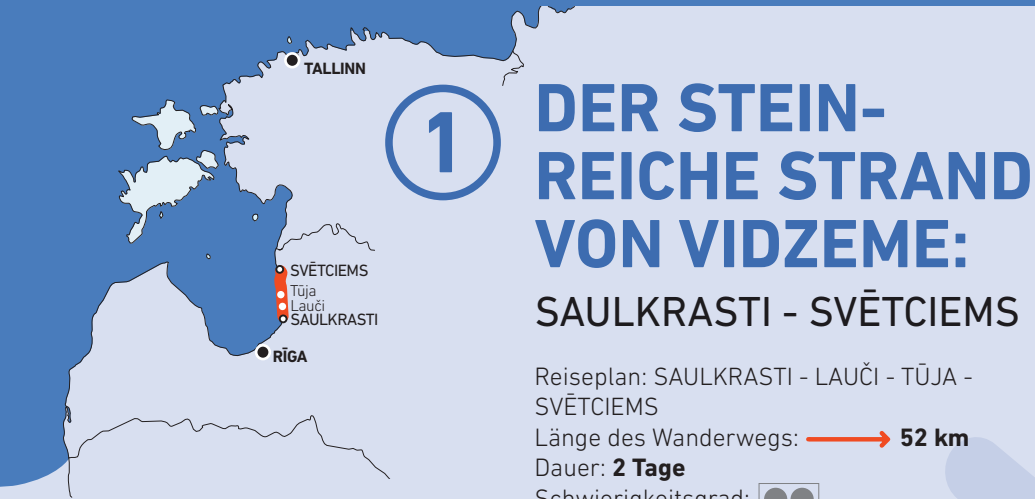 TALLINN
1
DER STEIN-
REICHE STRAND
VON VIDZEME:
SVĒTCIEMS
Tūja
Lauči
SAULKRASTI
RĪGA
SAULKRASTI - SVĒTCIEMS
Reiseplan: SAULKRASTI - LAUČI - TŪJA -
SVĒTCIEMS
Länge des Wanderwegs: 52 km
Dauer: 2 Tage
Schwierigkeitsgrad: